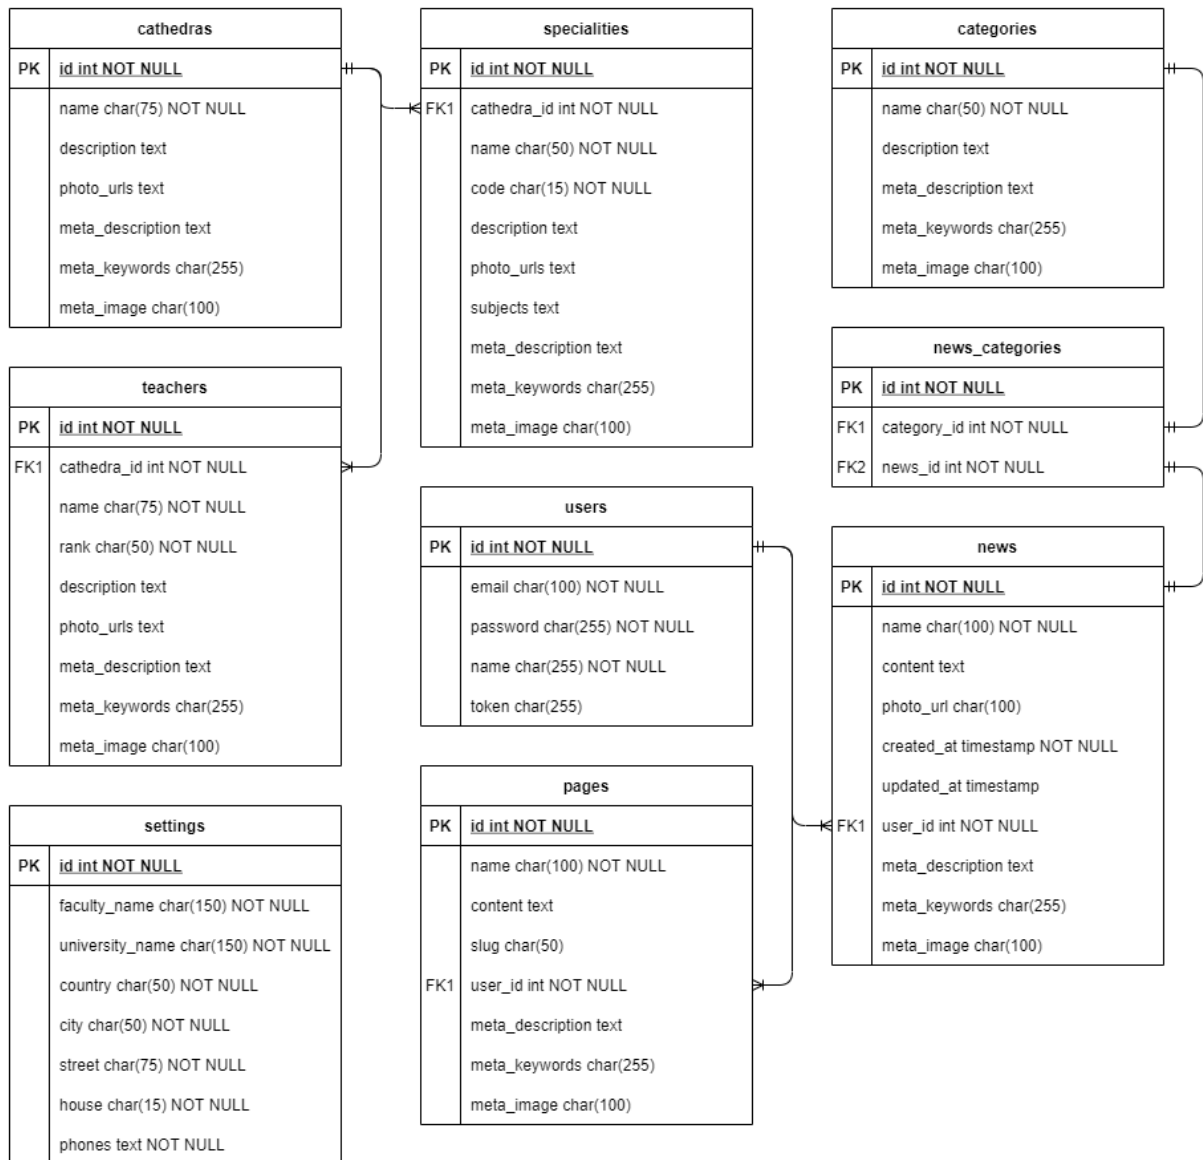 cathedras
PK id int NOT NULL
name char(75) NOT NULL
description text
photo_urls text
meta_description text
meta_keywords char(255)
meta_image char(100)
teachers
PK id int NOT NULL
FK1 cathedra_id int NOT NULL
name char(75) NOT NULL
rank char(50) NOT NULL
description text
photo_urls text
meta_description text
meta_keywords char(255)
meta_image char(100)
settings
PK id int NOT NULL
faculty_name char(150) NOT NULL
university_name char(150) NOT NULL
country char(50) NOT NULL
city char(50) NOT NULL
street char(75) NOT NULL
house char(15) NOT NULL
phones text NOT NULL
specialities
PK id int NOT NULL
FK1 cathedra_id int NOT NULL
name char(50) NOT NULL
code char(15) NOT NULL
description text
photo_urls text
subjects text
meta_description text
meta_keywords char(255)
meta_image char(100)
users
PK id int NOT NULL
email char(100) NOT NULL
password char(255) NOT NULL
name char(255) NOT NULL
token char(255)
pages
PK id int NOT NULL
name char(100) NOT NULL
content text
slug char(50)
FK1 user_id int NOT NULL
meta_description text
meta_keywords char(255)
meta_image char(100)
categories
PK id int NOT NULL
name char(50) NOT NULL
description text
meta_description text
meta_keywords char(255)
meta_image char(100)
news_categories
PK id int NOT NULL
FK1 category_id int NOT NULL
FK2 news_id int NOT NULL
news
PK id int NOT NULL
name char(100) NOT NULL
content text
photo_url char(100)
created_at timestamp NOT NULL
updated_at timestamp
FK1 user_id int NOT NULL
meta_description text
meta_keywords char(255)
meta_image char(100)